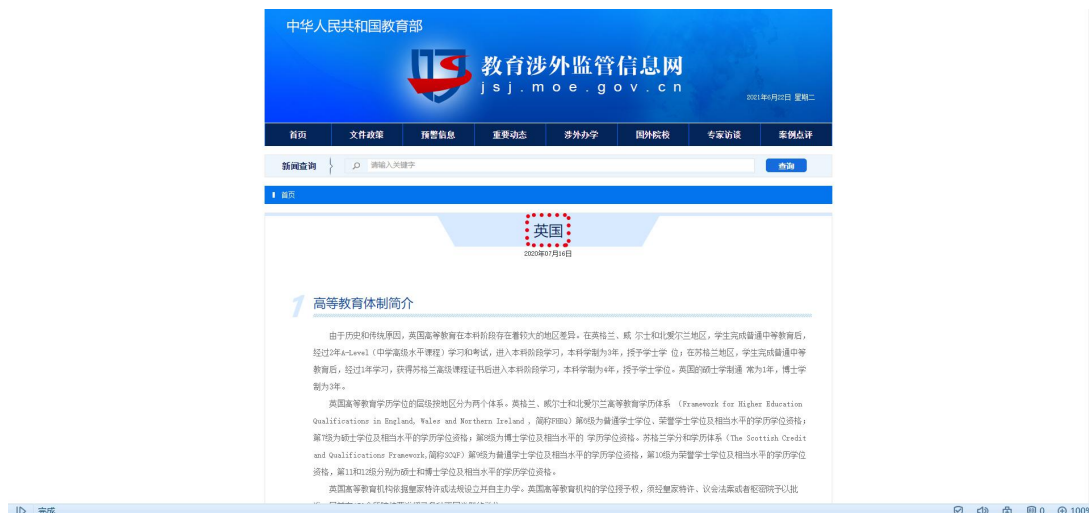 中华人民共和国教育部
教育涉外监管信息网
jsj.moe.gov.cn
2021年6月22日 星期二
首页 文件政策 预警信息 重要动态 涉外办学 国外院校 专家访谈 案例点评
新闻查询 请输入关键字 查询
首页
英国
2020年07月16日
1 高等教育体制简介
由于历史和传统原因，英国高等教育在本科阶段存在着较大的地区差异。在英格兰、威 尔士和北爱尔兰地区，学生完成普通中等教育后，
经过2年A-Level（中学高级水平课程）学习和考试，进入本科阶段学习，本科学制为3年，授予学士学 位；在苏格兰地区，学生完成普通中等
教育后，经过1年学习，获得苏格兰高级课程证书后进入本科阶段学习，本科学制为4年，授予学士学位。英国的硕士学制通 常为1年，博士学
制为3年。
英国高等教育学历学位的层级按地区分为两个体系。英格兰、威尔士和北爱尔兰高等教育学历体系 （Framework for Higher Education
Qualifications in England, Wales and Northern Ireland ，简称FHEQ）第6级为普通学士学位、荣誉学士学位及相当水平的学历学位资格；
第7级为硕士学位及相当水平的学历学位资格；第8级为博士学位及相当水平的 学历学位资格。苏格兰学分和学历体系（The Scottish Credit
and Qualifications Framework,简称SCQF）第9级为普通学士学位及相当水平的学历学位资格，第10级为荣誉学士学位及相当水平的学历学位
资格，第11和12级分别为硕士和博士学位及相当水平的学历学位资格。
英国高等教育机构依据皇家特许或法规设立并自主办学。英国高等教育机构的学位授予权，须经皇家特许、议会法案或者枢密院予以批
完成
0 100%